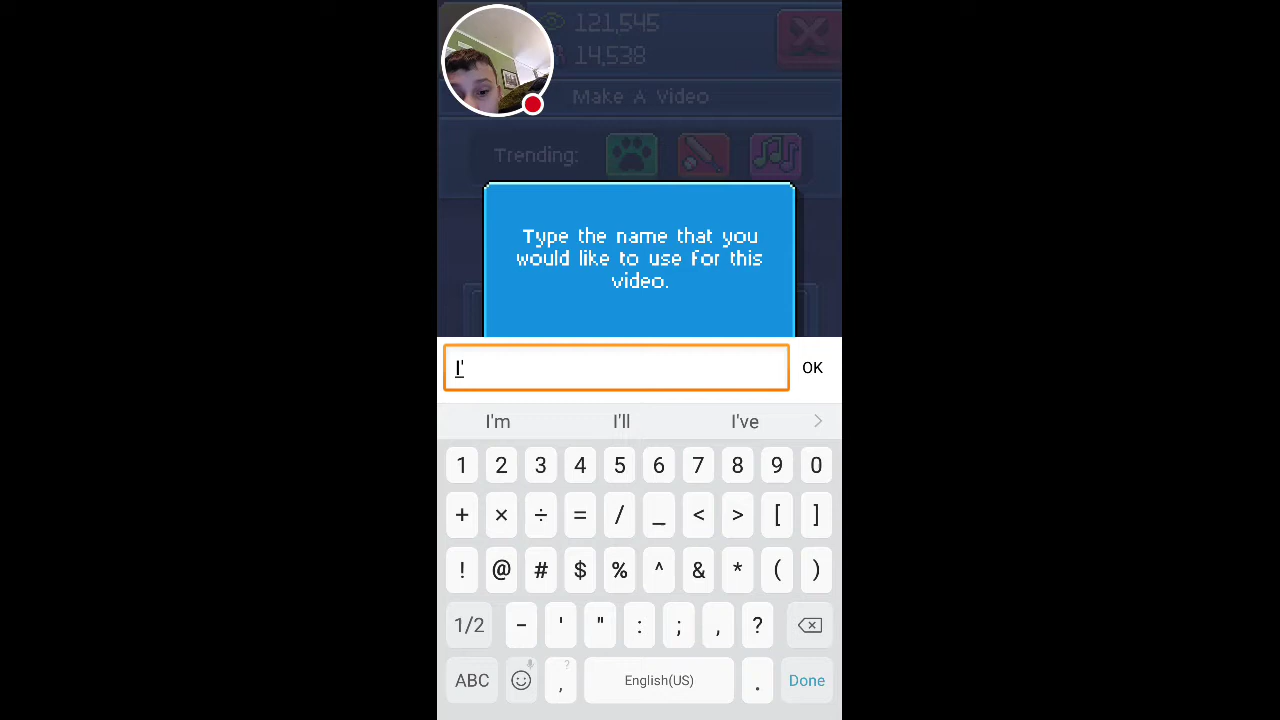 121,545
14,538
Make A Video
Trending:
Type the name that you
would like to use for this
video.
I'
OK
I'm I'll I've
1 2 3 4 5 6 7 8 9 0
+ × ÷ = / _ < > [ ]
! @ # $ % ^ & * ( )
1/2 - ' " : ; , ?
ABC , ? English(US) . Done